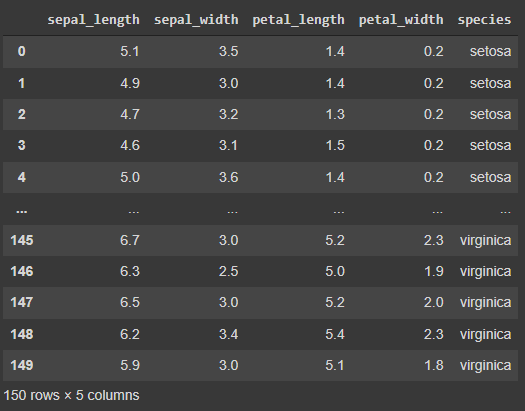 sepal_length sepal_width petal_length petal_width species
0 5.1 3.5 1.4 0.2 setosa
1 4.9 3.0 1.4 0.2 setosa
2 4.7 3.2 1.3 0.2 setosa
3 4.6 3.1 1.5 0.2 setosa
4 5.0 3.6 1.4 0.2 setosa
... ... ... ... ... ...
145 6.7 3.0 5.2 2.3 virginica
146 6.3 2.5 5.0 1.9 virginica
147 6.5 3.0 5.2 2.0 virginica
148 6.2 3.4 5.4 2.3 virginica
149 5.9 3.0 5.1 1.8 virginica
150 rows × 5 columns